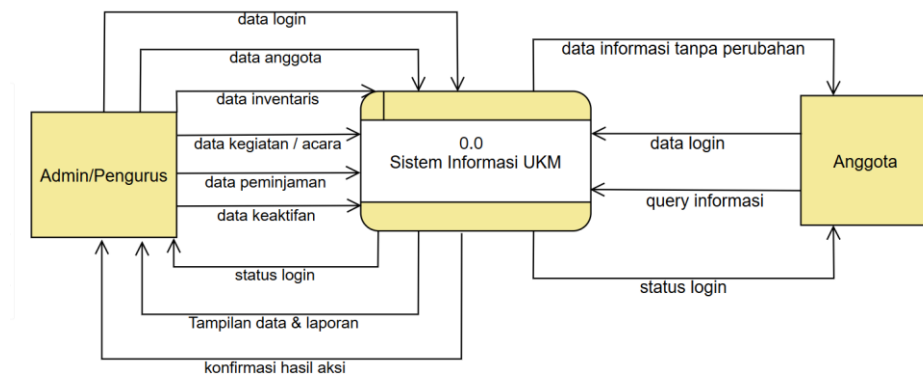 data login
data anggota
data inventaris
data kegiatan / acara
data peminjaman
data keaktifan
Admin/Pengurus
0.0
Sistem Informasi UKM
data informasi tanpa perubahan
data login
query informasi
Anggota
status login
status login
Tampilan data & laporan
konfirmasi hasil aksi